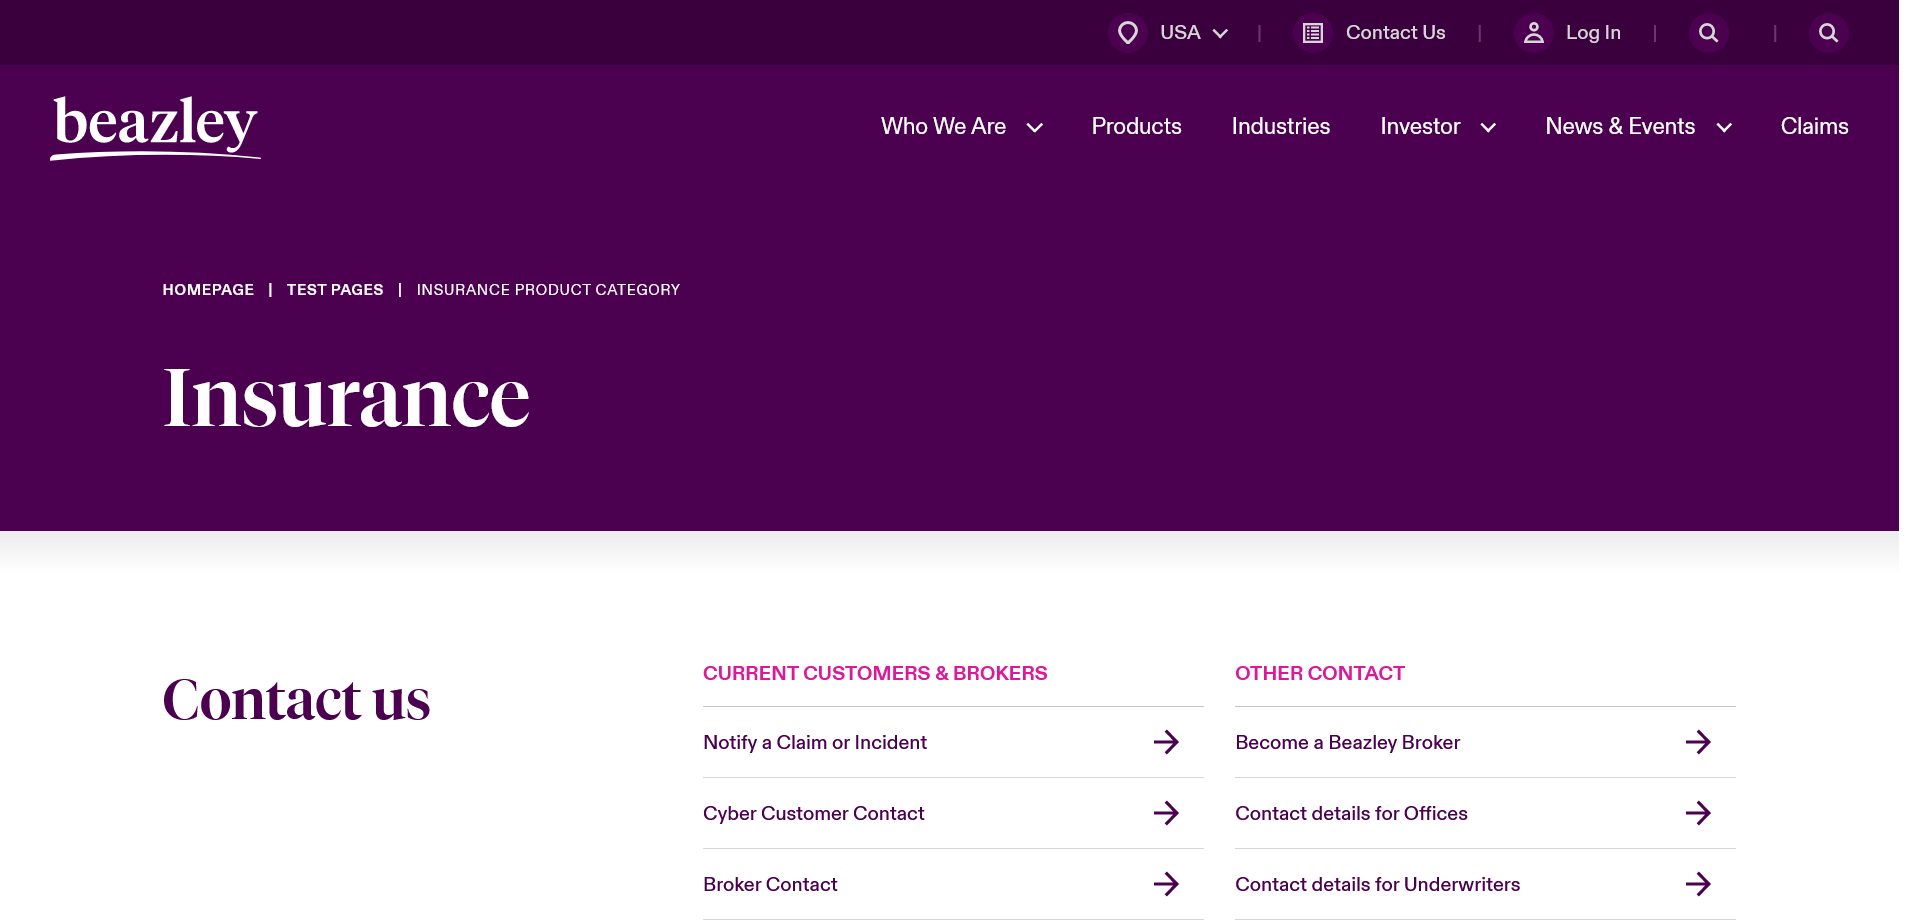 USA | Contact Us | Log In | |
beazley
Who We Are Products Industries Investor News & Events Claims
HOMEPAGE | TEST PAGES | INSURANCE PRODUCT CATEGORY
Insurance
Contact us
CURRENT CUSTOMERS & BROKERS
Notify a Claim or Incident
Cyber Customer Contact
Broker Contact
OTHER CONTACT
Become a Beazley Broker
Contact details for Offices
Contact details for Underwriters